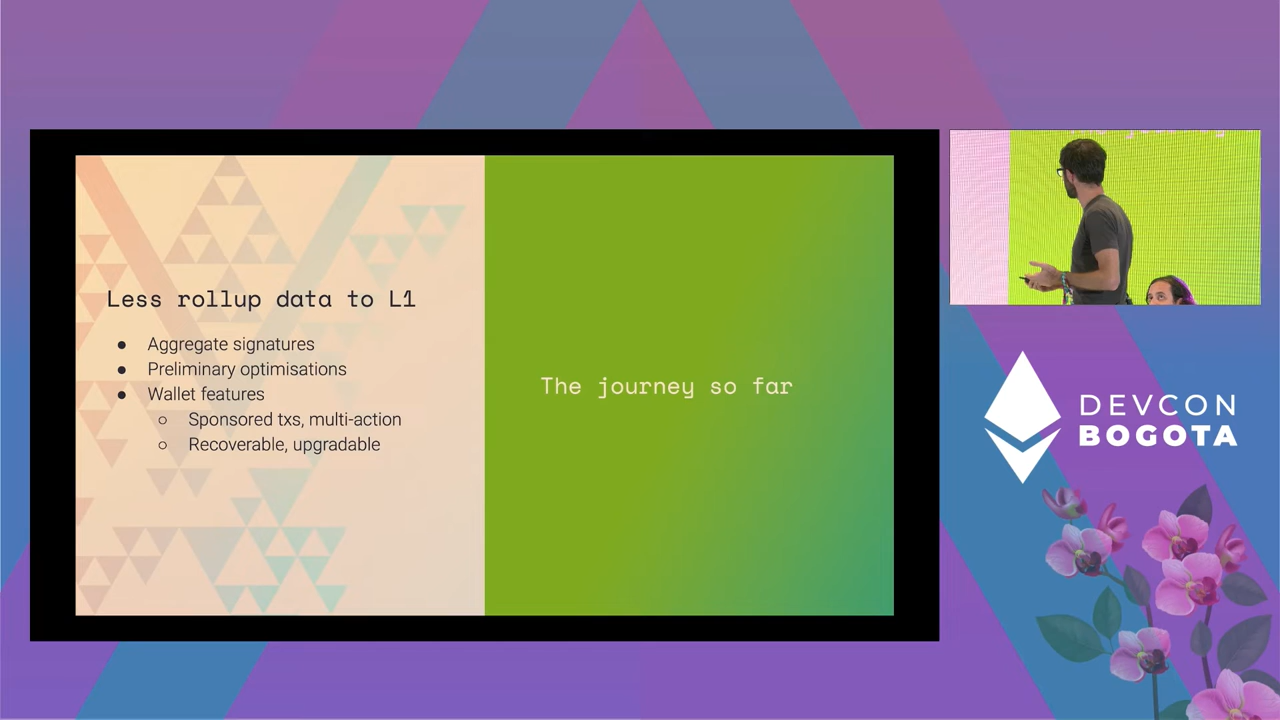 Less rollup data to L1
● Aggregate signatures
● Preliminary optimisations
● Wallet features
○ Sponsored txs, multi-action
○ Recoverable, upgradable
The journey so far
DEVCON
BOGOTA